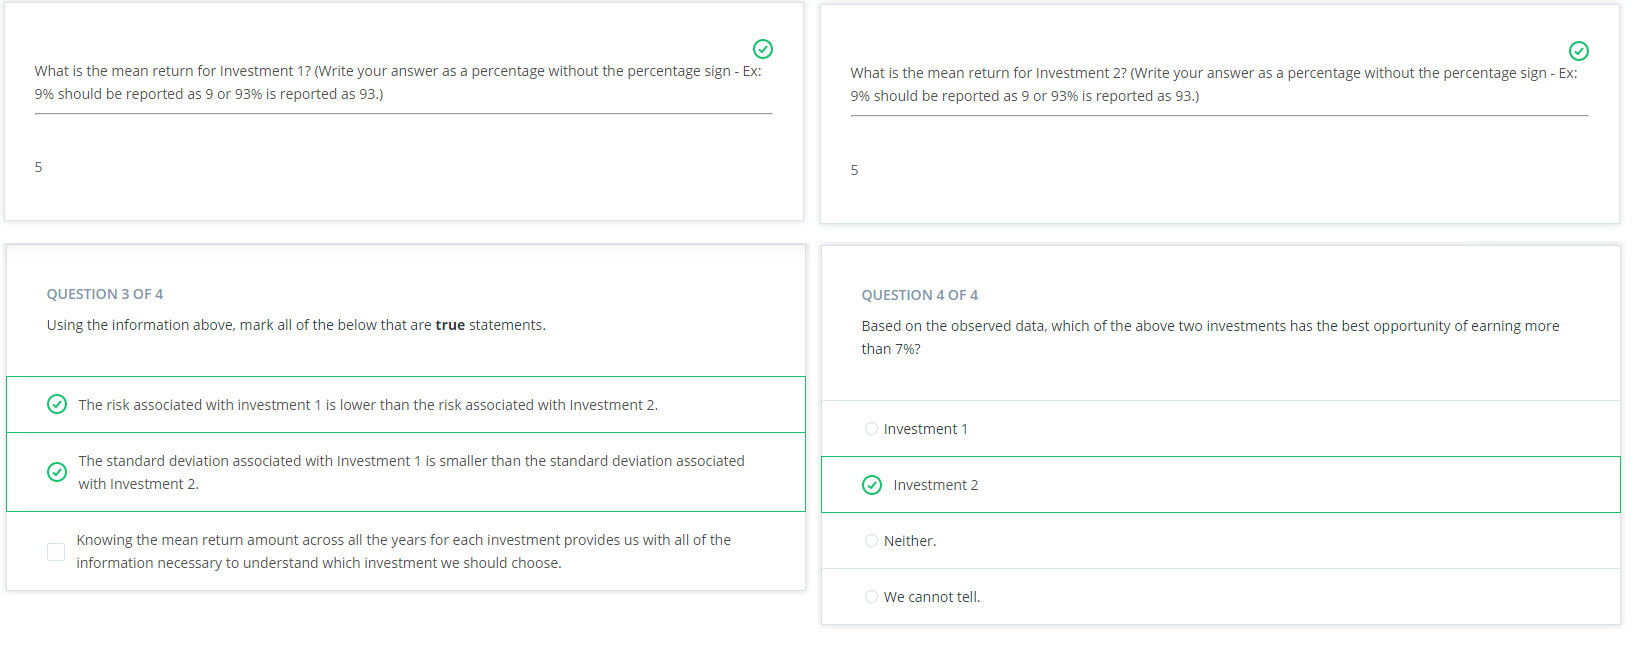 What is the mean return for Investment 1? (Write your answer as a percentage without the percentage sign - Ex:
9% should be reported as 9 or 93% is reported as 93.)
5
What is the mean return for Investment 2? (Write your answer as a percentage without the percentage sign - Ex:
9% should be reported as 9 or 93% is reported as 93.)
5
QUESTION 3 OF 4
Using the information above, mark all of the below that are true statements.
The risk associated with investment 1 is lower than the risk associated with Investment 2.
The standard deviation associated with Investment 1 is smaller than the standard deviation associated
with Investment 2.
Knowing the mean return amount across all the years for each investment provides us with all of the
information necessary to understand which investment we should choose.
QUESTION 4 OF 4
Based on the observed data, which of the above two investments has the best opportunity of earning more
than 7%?
Investment 1
Investment 2
Neither.
We cannot tell.